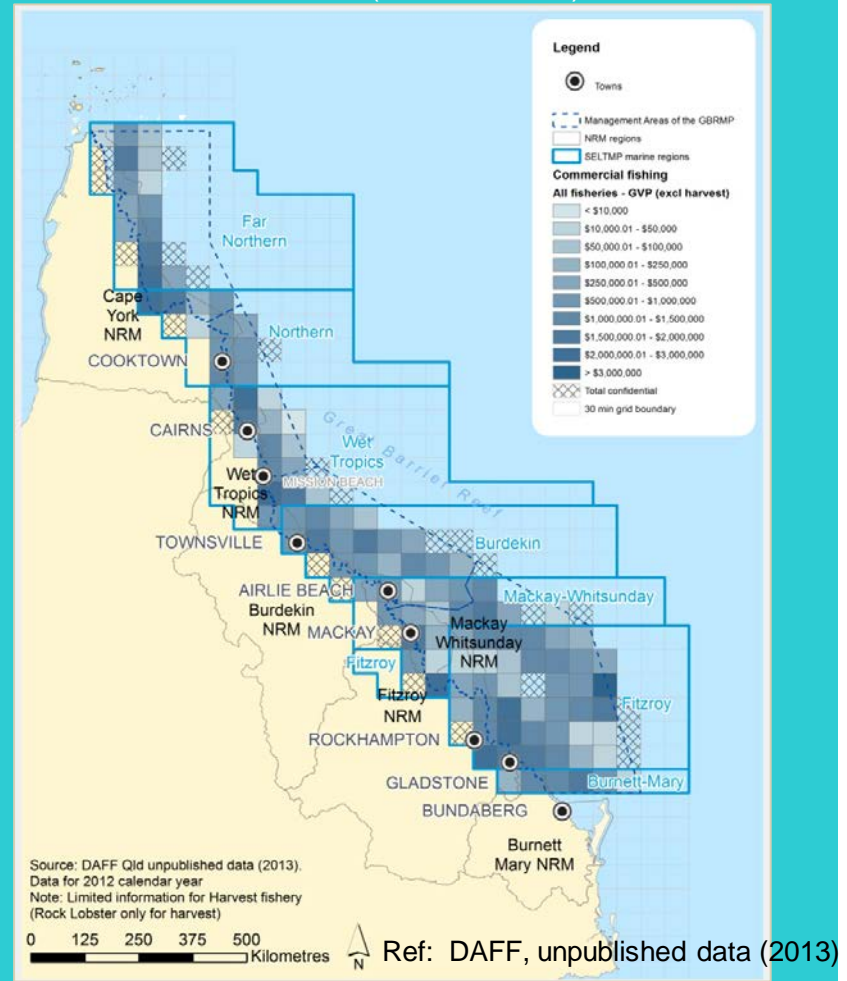 Legend
Towns
Management Areas of the GBRMP
NRM regions
SELTMP marine regions
Commercial fishing
All fisheries - GVP (excl harvest)
< $10,000
$10,000.01 - $50,000
$50,000.01 - $100,000
$100,000.01 - $250,000
$250,000.01 - $500,000
$500,000.01 - $1,000,000
$1,000,000.01 - $1,500,000
$1,500,000.01 - $2,000,000
$2,000,000.01 - $3,000,000
> $3,000,000
Total confidential
30 min grid boundary
Far
Northern
Cape
York
NRM
Northern
COOKTOWN
CAIRNS
Great Barrier Reef
Wet
Tropics
Wet
Tropics
NRM
MISSION BEACH
TOWNSVILLE
Burdekin
AIRLIE BEACH
Mackay-Whitsunday
Burdekin
NRM
MACKAY
Mackay
Whitsunday
NRM
Fitzroy
Fitzroy
NRM
Fitzroy
ROCKHAMPTON
GLADSTONE
Burnett-Mary
BUNDABERG
Burnett
Mary NRM
Source: DAFF Qld unpublished data (2013).
Data for 2012 calendar year
Note: Limited information for Harvest fishery
(Rock Lobster only for harvest)
0 125 250 375 500
Kilometres
N
Ref: DAFF, unpublished data (2013)